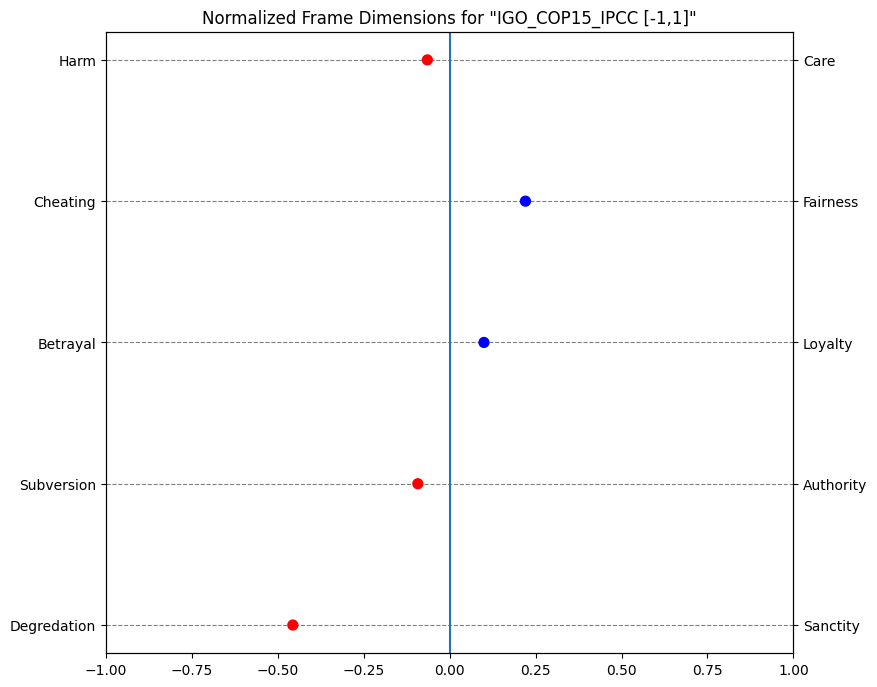 Normalized Frame Dimensions for "IGO_COP15_IPCC [-1,1]"
Harm Care
Cheating Fairness
Betrayal Loyalty
Subversion Authority
Degredation Sanctity
−1.00 −0.75 −0.50 −0.25 0.00 0.25 0.50 0.75 1.00